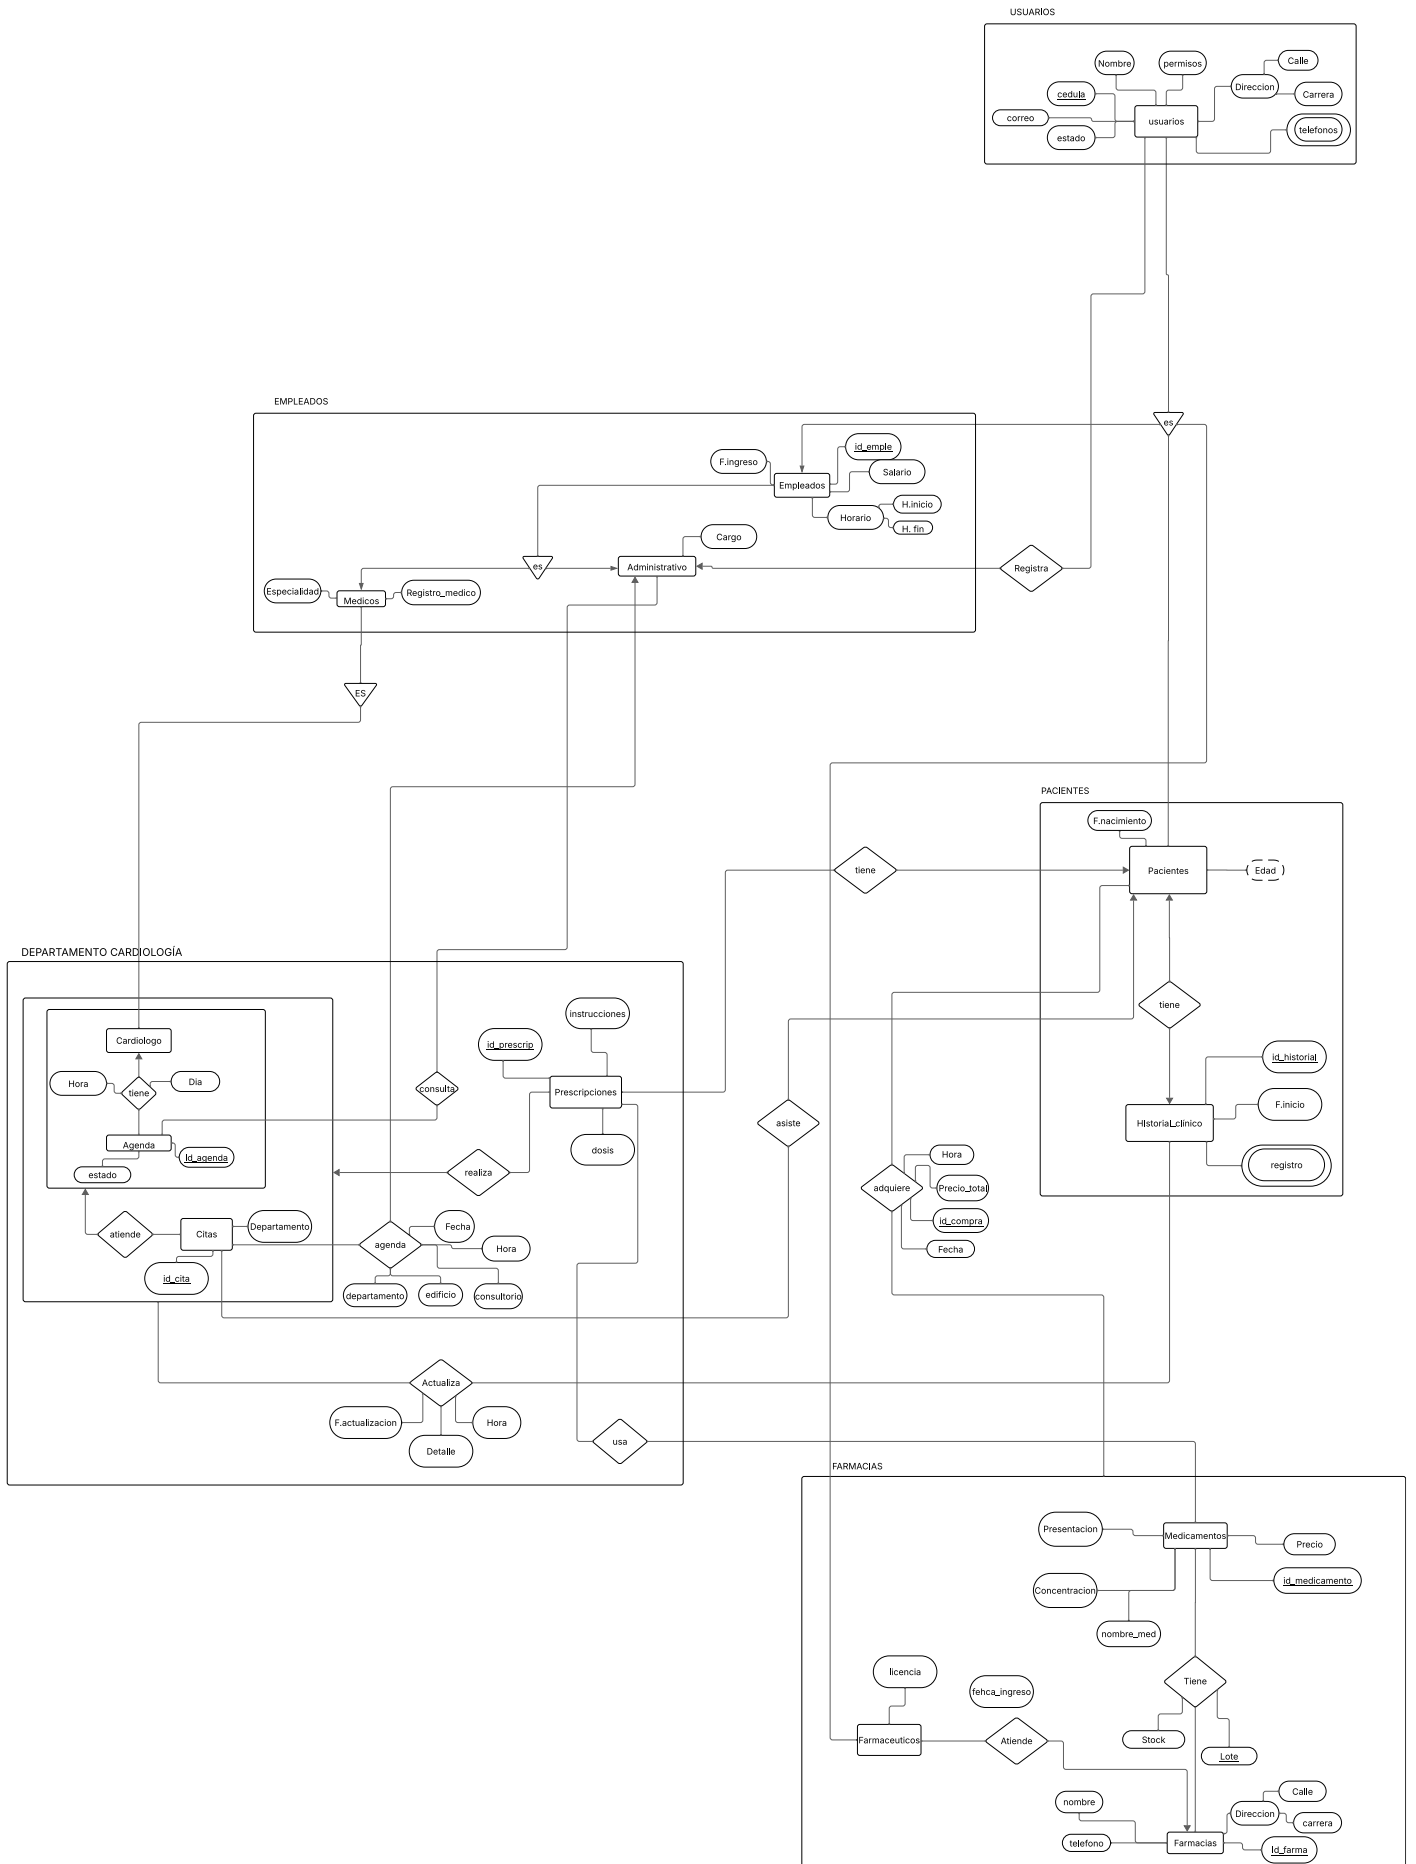 USUARIOS
Nombre
permisos
Calle
cedula
Direccion
Carrera
correo
usuarios
telefonos
estado
EMPLEADOS
es
id_emple
F.ingreso
Salario
Empleados
H.inicio
Horario
H. fin
Cargo
es
Administrativo
Registra
Especialidad
Medicos
Registro_medico
ES
PACIENTES
F.nacimiento
tiene
Pacientes
Edad
DEPARTAMENTO CARDIOLOGÍA
instrucciones
tiene
Cardiologo
id_prescrip
id_historial
Hora
tiene
Dia
consulta
Prescripciones
F.inicio
asiste
HIstorial_clínico
Agenda
Id_agenda
dosis
Hora
estado
realiza
registro
adquiere
Precio_total
id_compra
Fecha
atiende
Citas
Departamento
Fecha
agenda
Hora
id_cita
departamento
edificio
consultorio
Actualiza
F.actualizacion
Hora
Detalle
usa
FARMACIAS
Presentacion
Medicamentos
Precio
id_medicamento
Concentracion
nombre_med
licencia
Tiene
fehca_ingreso
Farmaceuticos
Atiende
Stock
Lote
Calle
nombre
Direccion
carrera
telefono
Farmacias
Id_farma